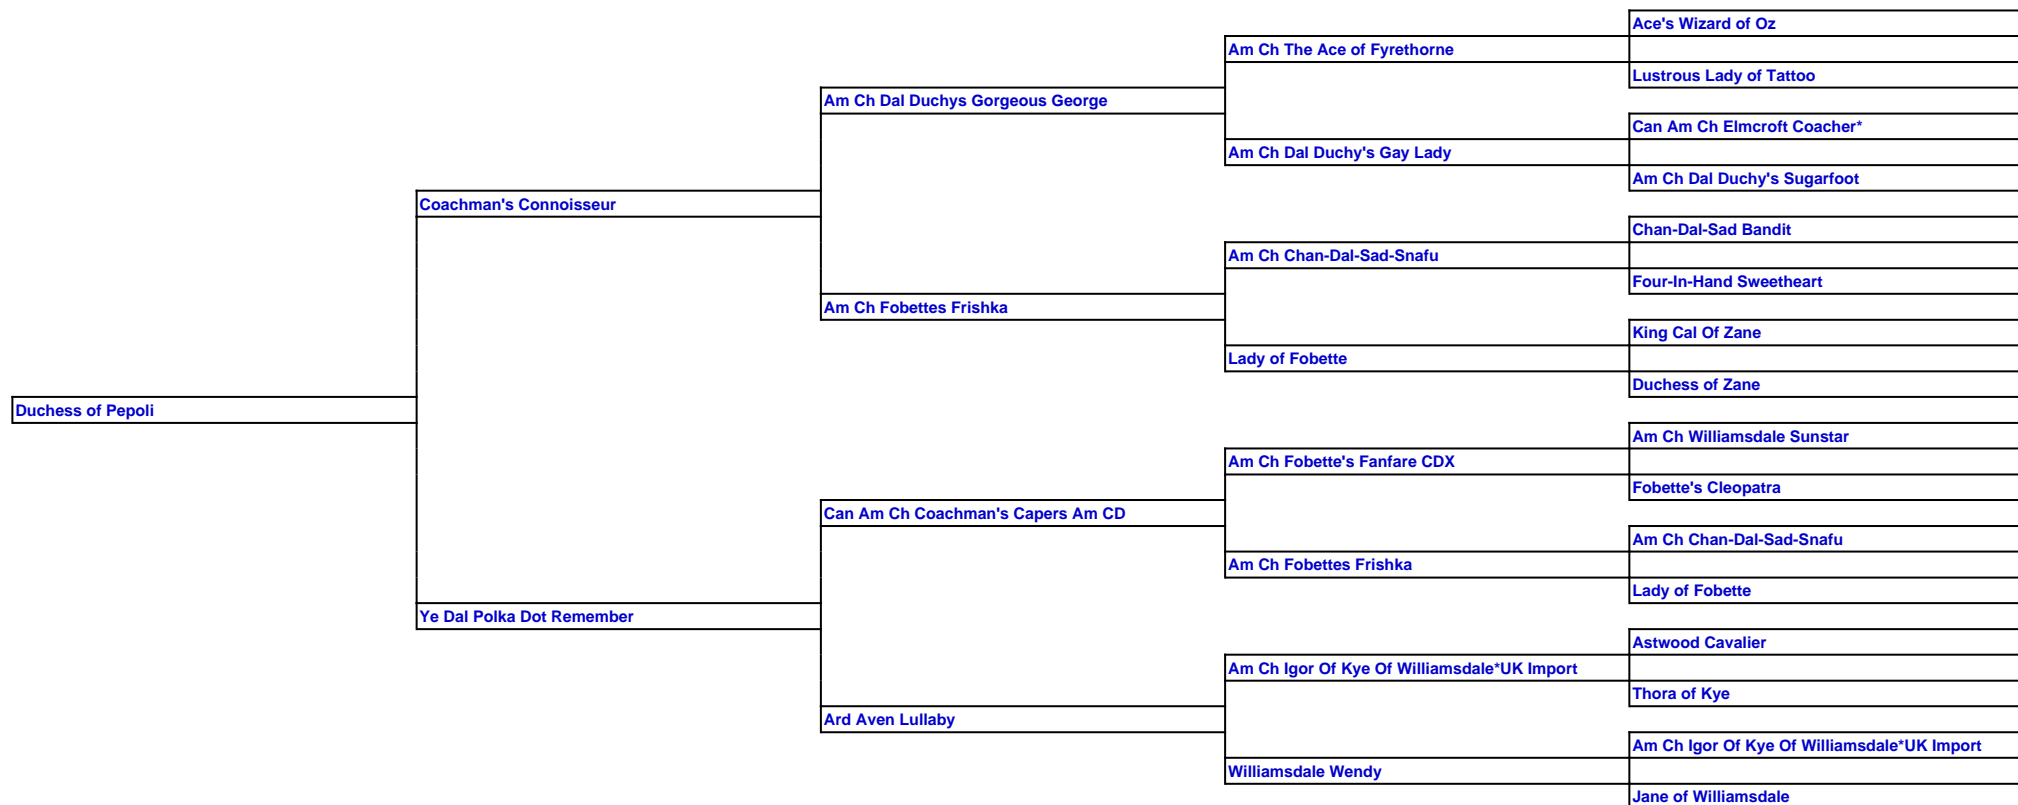 Ace's Wizard of Oz
Am Ch The Ace of Fyrethorne
Lustrous Lady of Tattoo
Am Ch Dal Duchys Gorgeous George
Can Am Ch Elmcroft Coacher*
Am Ch Dal Duchy's Gay Lady
Am Ch Dal Duchy's Sugarfoot
Coachman's Connoisseur
Chan-Dal-Sad Bandit
Am Ch Chan-Dal-Sad-Snafu
Four-In-Hand Sweetheart
Am Ch Fobettes Frishka
King Cal Of Zane
Lady of Fobette
Duchess of Zane
Duchess of Pepoli
Am Ch Williamsdale Sunstar
Am Ch Fobette's Fanfare CDX
Fobette's Cleopatra
Can Am Ch Coachman's Capers Am CD
Am Ch Chan-Dal-Sad-Snafu
Am Ch Fobettes Frishka
Lady of Fobette
Ye Dal Polka Dot Remember
Astwood Cavalier
Am Ch Igor Of Kye Of Williamsdale*UK Import
Thora of Kye
Ard Aven Lullaby
Am Ch Igor Of Kye Of Williamsdale*UK Import
Williamsdale Wendy
Jane of Williamsdale